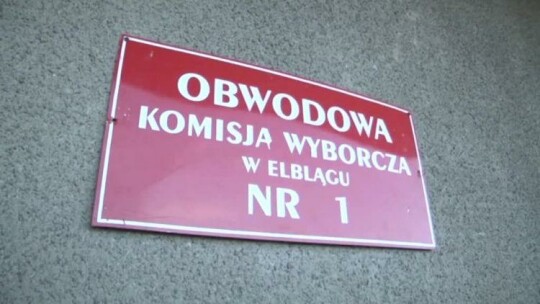 OBWODOWA
KOMISJA WYBORCZA
W ELBLĄGU
NR 1